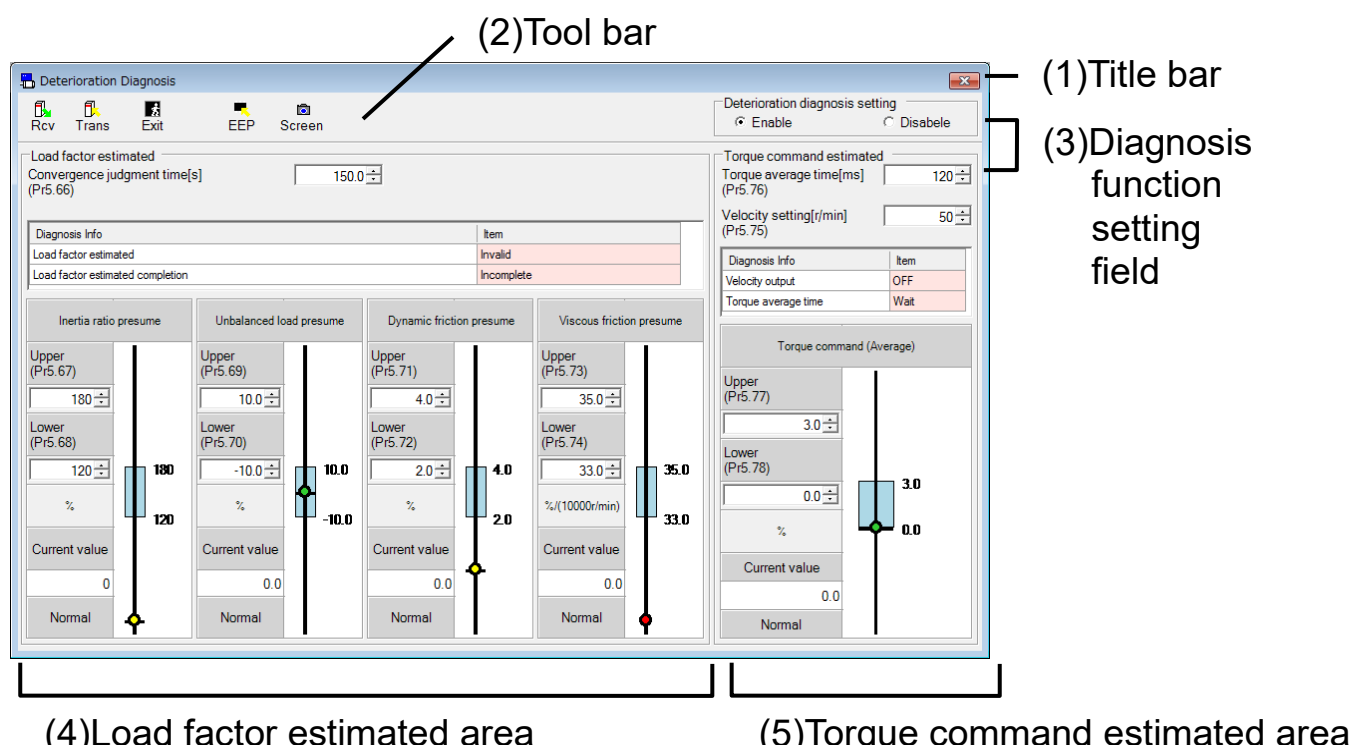 (2)Tool bar
Deterioration Diagnosis
(1)Title bar
Rcv Trans Exit EEP Screen
Deterioration diagnosis setting
Enable Disabele
(3)Diagnosis
function
setting
field
Load factor estimated
Convergence judgment time[s]
(Pr5.66)
150.0
Diagnosis Info Item
Load factor estimated Invalid
Load factor estimated completion Incomplete
Torque command estimated
Torque average time[ms]
(Pr5.76)
120
Velocity setting[r/min]
(Pr5.75)
50
Diagnosis Info Item
Velocity output OFF
Torque average time Wait
Inertia ratio presume
Upper
(Pr5.67)
180
Lower
(Pr5.68)
120
%
Current value
0
Normal
180
120
Unbalanced load presume
Upper
(Pr5.69)
10.0
Lower
(Pr5.70)
-10.0
%
Current value
0.0
Normal
10.0
-10.0
Dynamic friction presume
Upper
(Pr5.71)
4.0
Lower
(Pr5.72)
2.0
%
Current value
0.0
Normal
4.0
2.0
Viscous friction presume
Upper
(Pr5.73)
35.0
Lower
(Pr5.74)
33.0
%/(10000r/min)
Current value
0.0
Normal
35.0
33.0
Torque command (Average)
Upper
(Pr5.77)
3.0
Lower
(Pr5.78)
0.0
%
Current value
0.0
Normal
3.0
0.0
(4)Load factor estimated area
(5)Torque command estimated area